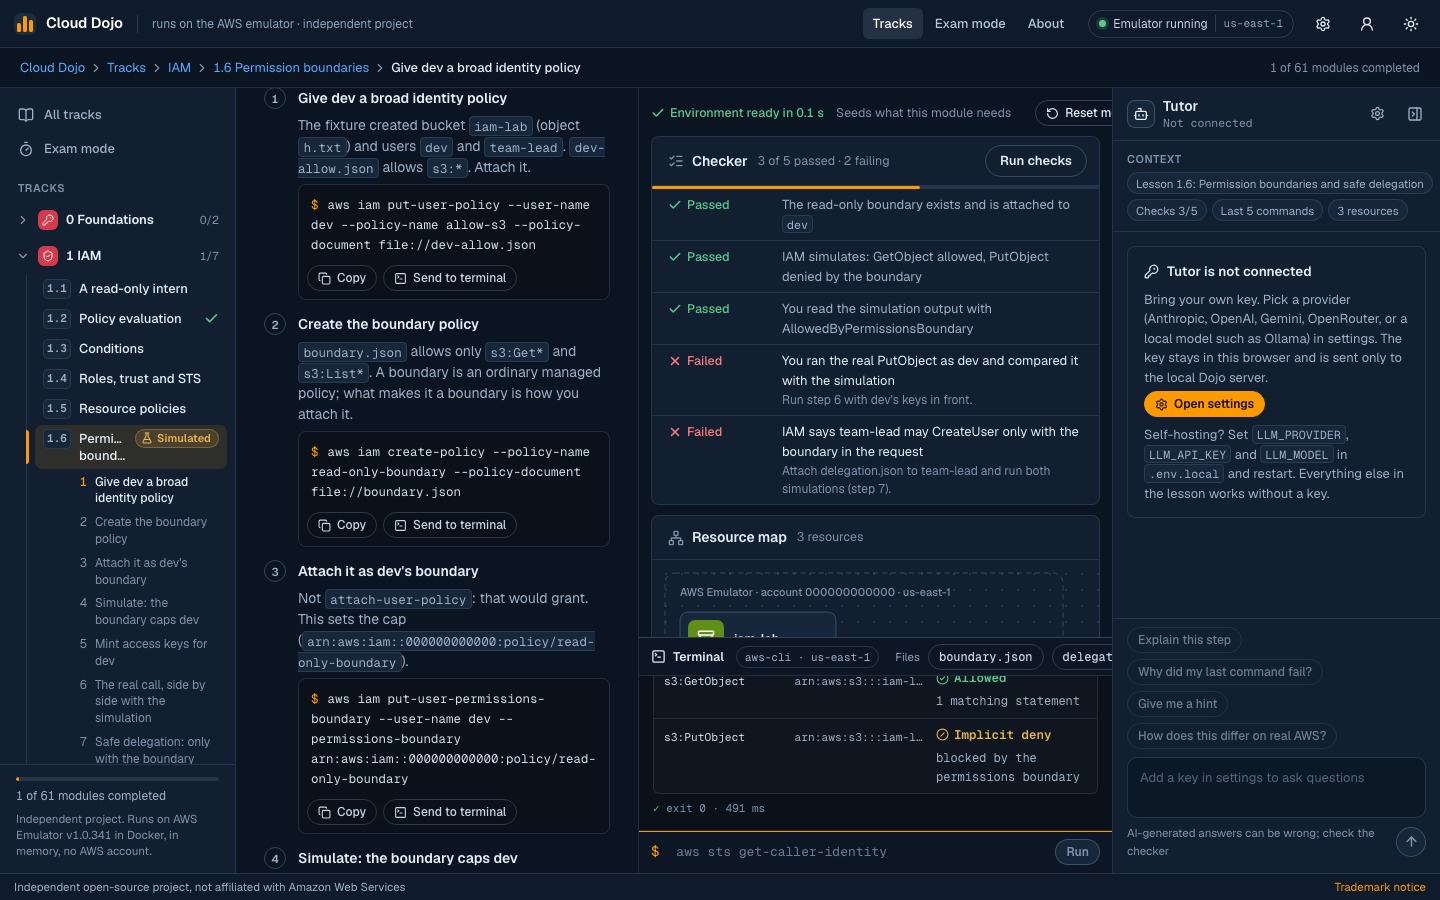 Cloud Dojo
runs on the AWS emulator · independent project
Tracks
Exam mode
About
Emulator running
us-east-1
Cloud Dojo > Tracks > IAM > 1.6 Permission boundaries > Give dev a broad identity policy
1 of 61 modules completed
All tracks
Exam mode
TRACKS
0 Foundations 0/2
1 IAM 1/7
1.1 A read-only intern
1.2 Policy evaluation
1.3 Conditions
1.4 Roles, trust and STS
1.5 Resource policies
1.6 Permi... Simulated
bound...
1 Give dev a broad
identity policy
2 Create the boundary
policy
3 Attach it as dev's
boundary
4 Simulate: the
boundary caps dev
5 Mint access keys for
dev
6 The real call, side by
side with the
simulation
7 Safe delegation: only
with the boundary
1 of 61 modules completed
Independent project. Runs on AWS
Emulator v1.0.341 in Docker, in
memory, no AWS account.
1 Give dev a broad identity policy
The fixture created bucket iam-lab (object
h.txt) and users dev and team-lead. dev-
allow.json allows s3:*. Attach it.
$ aws iam put-user-policy --user-name
dev --policy-name allow-s3 --policy-
document file://dev-allow.json
Copy
Send to terminal
2 Create the boundary policy
boundary.json allows only s3:Get* and
s3:List*. A boundary is an ordinary managed
policy; what makes it a boundary is how you
attach it.
$ aws iam create-policy --policy-name
read-only-boundary --policy-document
file://boundary.json
Copy
Send to terminal
3 Attach it as dev's boundary
Not attach-user-policy: that would grant.
This sets the cap
(arn:aws:iam::000000000000:policy/read-
only-boundary).
$ aws iam put-user-permissions-
boundary --user-name dev --
permissions-boundary
arn:aws:iam::000000000000:policy/read-
only-boundary
Copy
Send to terminal
4 Simulate: the boundary caps dev
Environment ready in 0.1 s
Seeds what this module needs
Reset m
Checker 3 of 5 passed · 2 failing
Run checks
Passed The read-only boundary exists and is attached to
dev
Passed IAM simulates: GetObject allowed, PutObject
denied by the boundary
Passed You read the simulation output with
AllowedByPermissionsBoundary
Failed You ran the real PutObject as dev and compared it
with the simulation
Run step 6 with dev's keys in front.
Failed IAM says team-lead may CreateUser only with the
boundary in the request
Attach delegation.json to team-lead and run both
simulations (step 7).
Resource map 3 resources
AWS Emulator · account 000000000000 · us-east-1
iam-lab
Terminal
aws-cli · us-east-1
Files
boundary.json
delegat
s3:GetObject arn:aws:s3:::iam-l… Allowed
1 matching statement
s3:PutObject arn:aws:s3:::iam-l… Implicit deny
blocked by the
permissions boundary
✓ exit 0 · 491 ms
$ aws sts get-caller-identity
Run
Tutor
Not connected
CONTEXT
Lesson 1.6: Permission boundaries and safe delegation
Checks 3/5
Last 5 commands
3 resources
Tutor is not connected
Bring your own key. Pick a provider
(Anthropic, OpenAI, Gemini, OpenRouter, or a
local model such as Ollama) in settings. The
key stays in this browser and is sent only to
the local Dojo server.
Open settings
Self-hosting? Set LLM_PROVIDER,
LLM_API_KEY and LLM_MODEL in
.env.local and restart. Everything else in
the lesson works without a key.
Explain this step
Why did my last command fail?
Give me a hint
How does this differ on real AWS?
Add a key in settings to ask questions
AI-generated answers can be wrong; check the
checker
Independent open-source project, not affiliated with Amazon Web Services
Trademark notice